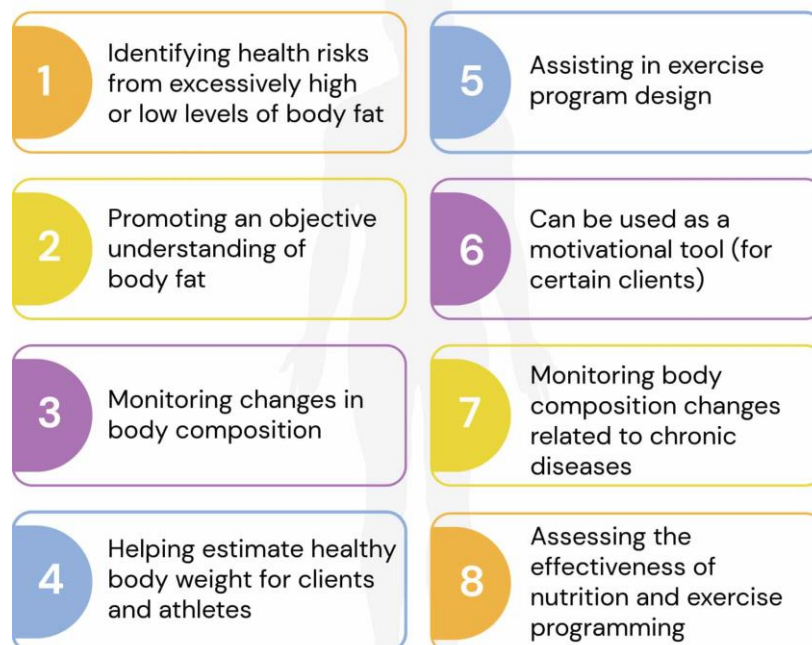 1
Identifying health risks
from excessively high
or low levels of body fat
2
Promoting an objective
understanding of
body fat
3
Monitoring changes in
body composition
4
Helping estimate healthy
body weight for clients
and athletes
5
Assisting in exercise
program design
6
Can be used as a
motivational tool (for
certain clients)
7
Monitoring body
composition changes
related to chronic
diseases
8
Assessing the
effectiveness of
nutrition and exercise
programming